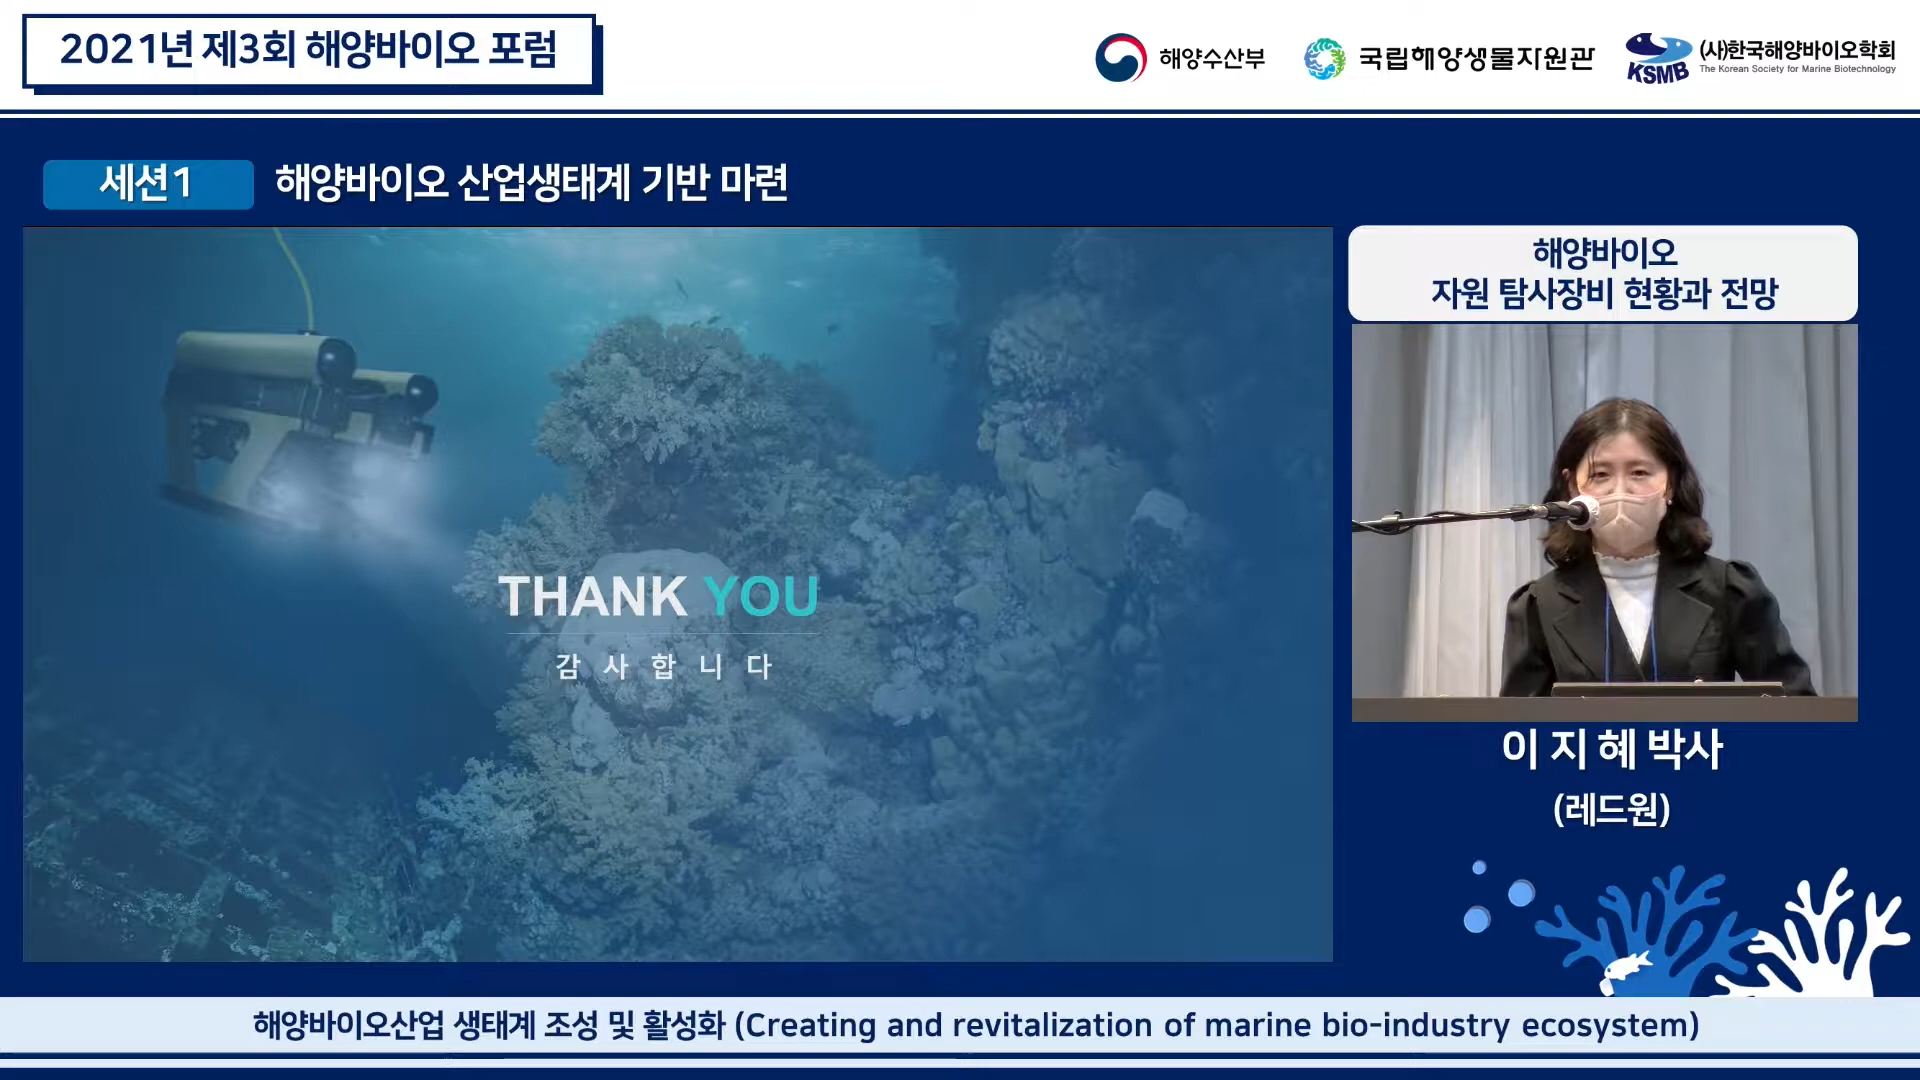 2021년 제3회 해양바이오 포럼
해양수산부
국립해양생물자원관
KSMB
(사)한국해양바이오학회
The Korean Society for Marine Biotechnology
세션1
해양바이오 산업생태계 기반 마련
해양바이오
자원 탐사장비 현황과 전망
THANK YOU
감 사 합 니 다
이 지 혜 박사
(레드원)
해양바이오산업 생태계 조성 및 활성화 (Creating and revitalization of marine bio-industry ecosystem)